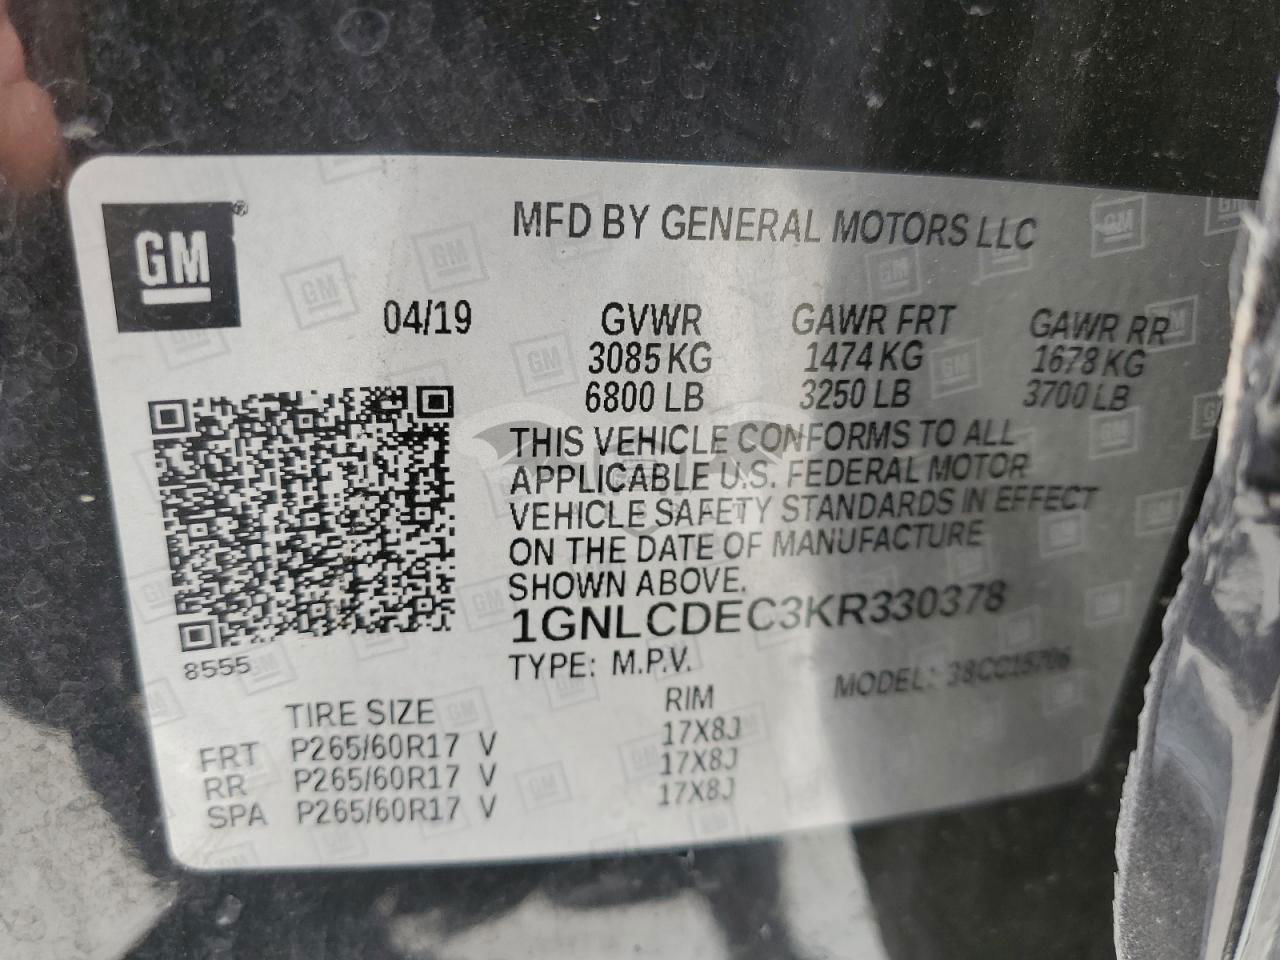 GM ®
MFD BY GENERAL MOTORS LLC
04/19 GVWR GAWR FRT GAWR RR
3085 KG 1474 KG 1678 KG
6800 LB 3250 LB 3700 LB
THIS VEHICLE CONFORMS TO ALL
APPLICABLE U.S. FEDERAL MOTOR
VEHICLE SAFETY STANDARDS IN EFFECT
ON THE DATE OF MANUFACTURE
SHOWN ABOVE.
1GNLCDEC3KR330378
8555
TYPE: M.P.V. MODEL: 38CC15706
TIRE SIZE RIM
FRT P265/60R17 V 17X8J
RR P265/60R17 V 17X8J
SPA P265/60R17 V 17X8J